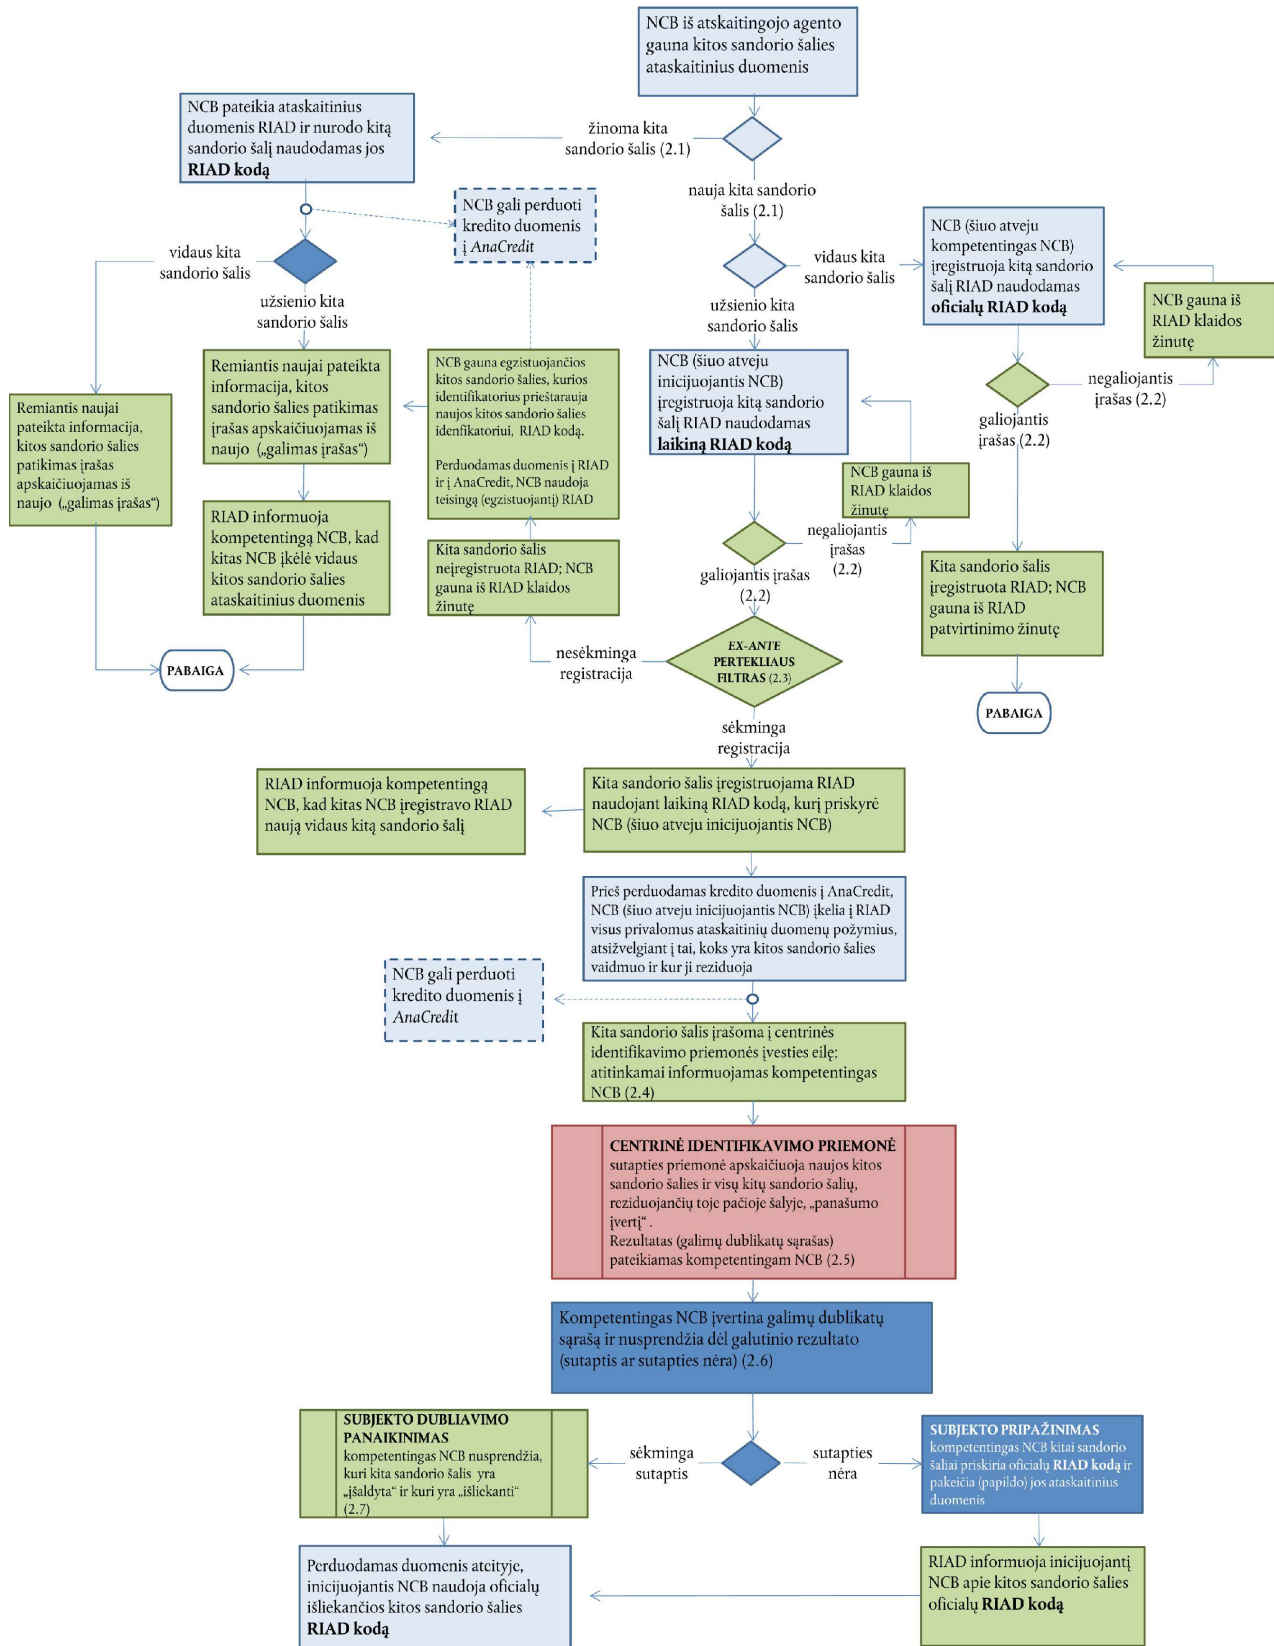 NCB iš atskaitingojo agento
gauna kitos sandorio šalies
ataskaitinius duomenis
NCB pateikia ataskaitinius
duomenis RIAD ir nurodo kitą
sandorio šalį naudodamas jos
RIAD kodą
žinoma kita
sandorio šalis (2.1)
nauja kita sandorio
šalis (2.1)
NCB gali perduoti
kredito duomenis
į AnaCredit
NCB (šiuo atveju
kompetentingas NCB)
įregistruoja kitą sandorio
šalį RIAD naudodamas
oficialų RIAD kodą
vidaus kita
sandorio šalis
vidaus kita
sandorio šalis
užsienio kita
sandorio šalis
užsienio kita
sandorio šalis
NCB gauna iš
RIAD klaidos
žinutę
Remiantis naujai pateikta
informacija, kitos
sandorio šalies patikimas
įrašas apskaičiuojamas iš
naujo („galimas įrašas“)
NCB gauna egzistuojančios
kitos sandorio šalies, kurios
identifikatorius prieštarauja
naujos kitos sandorio šalies
idenfikatoriui, RIAD kodą.
Perduodamas duomenis į RIAD
ir į AnaCredit, NCB naudoja
teisingą (egzistuojantį) RIAD
NCB (šiuo atveju
inicijuojantis NCB)
įregistruoja kitą sandorio
šalį RIAD naudodamas
laikiną RIAD kodą
negaliojantis
įrašas (2.2)
galiojantis
įrašas (2.2)
Remiantis naujai
pateikta informacija,
kitos sandorio šalies
patikimas įrašas
apskaičiuojamas iš
naujo („galimas įrašas“)
NCB gauna iš
RIAD klaidos
žinutę
RIAD informuoja
kompetentingą NCB, kad
kitas NCB įkėlė vidaus
kitos sandorio šalies
ataskaitinius duomenis
Kita sandorio šalis
neįregistruota RIAD; NCB
gauna iš RIAD klaidos
žinutę
negaliojantis
įrašas
(2.2)
galiojantis įrašas
(2.2)
Kita sandorio šalis
įregistruota RIAD; NCB
gauna iš RIAD
patvirtinimo žinutę
PABAIGA
nesėkminga
registracija
EX-ANTE
PERTEKLIAUS
FILTRAS (2.3)
PABAIGA
sėkminga
registracija
RIAD informuoja kompetentingą
NCB, kad kitas NCB įregistravo RIAD
naują vidaus kitą sandorio šalį
Kita sandorio šalis įregistruojama RIAD
naudojant laikiną RIAD kodą, kurį priskyrė
NCB (šiuo atveju inicijuojantis NCB)
Prieš perduodamas kredito duomenis į AnaCredit,
NCB (šiuo atveju inicijuojantis NCB) įkelia į RIAD
visus privalomus ataskaitinių duomenų požymius,
atsižvelgiant į tai, koks yra kitos sandorio šalies
vaidmuo ir kur ji reziduoja
NCB gali perduoti
kredito duomenis į
AnaCredit
Kita sandorio šalis įrašoma į centrinės
identifikavimo priemonės įvesties eilę;
atitinkamai informuojamas kompetentingas
NCB (2.4)
CENTRINĖ IDENTIFIKAVIMO PRIEMONĖ
sutapties priemonė apskaičiuoja naujos kitos
sandorio šalies ir visų kitų sandorio šalių,
reziduojančių toje pačioje šalyje, „panašumo
įvertį“ .
Rezultatas (galimų dublikatų sąrašas)
pateikiamas kompetentingam NCB (2.5)
Kompetentingas NCB įvertina galimų dublikatų
sąrašą ir nusprendžia dėl galutinio rezultato
(sutaptis ar sutapties nėra) (2.6)
SUBJEKTO DUBLIAVIMO
PANAIKINIMAS
kompetentingas NCB nusprendžia,
kuri kita sandorio šalis yra
„įšaldyta“ ir kuri yra „išliekanti“
(2.7)
sėkminga
sutaptis
sutapties
nėra
SUBJEKTO PRIPAŽINIMAS
kompetentingas NCB kitai sandorio
šaliai priskiria oficialų RIAD kodą ir
pakeičia (papildo) jos ataskaitinius
duomenis
Perduodamas duomenis ateityje,
inicijuojantis NCB naudoja oficialų
išliekančios kitos sandorio šalies
RIAD kodą
RIAD informuoja inicijuojantį
NCB apie kitos sandorio šalies
oficialų RIAD kodą